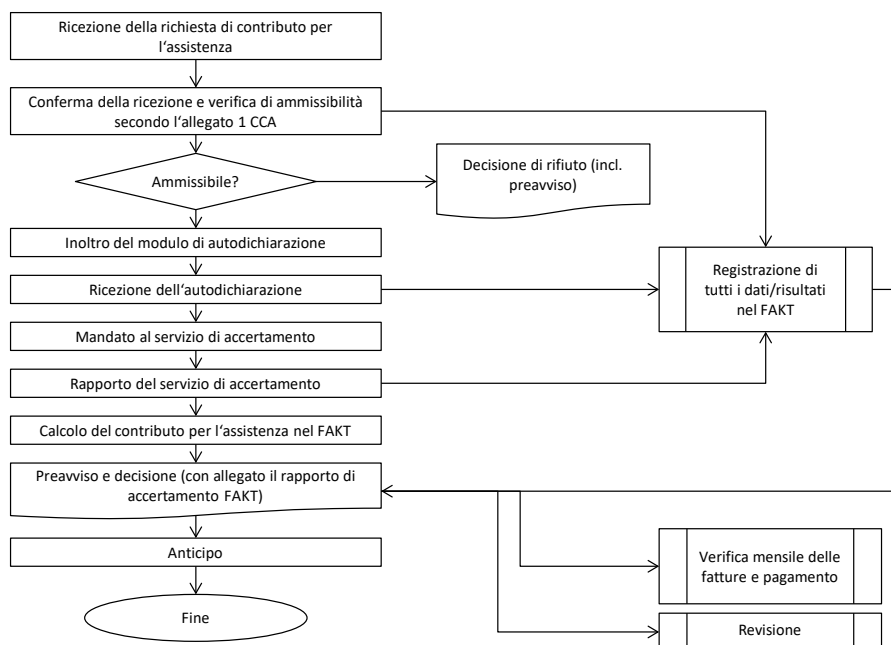 Ricezione della richiesta di contributo per
l‘assistenza
Conferma della ricezione e verifica di ammissibilità
secondo l‘allegato 1 CCA
Ammissibile?
Decisione di rifiuto (incl.
preavviso)
Inoltro del modulo di autodichiarazione
Ricezione dell‘autodichiarazione
Registrazione di
tutti i dati/risultati
nel FAKT
Mandato al servizio di accertamento
Rapporto del servizio di accertamento
Calcolo del contributo per l‘assistenza nel FAKT
Preavviso e decisione (con allegato il rapporto di
accertamento FAKT)
Anticipo
Verifica mensile delle
fatture e pagamento
Fine
Revisione